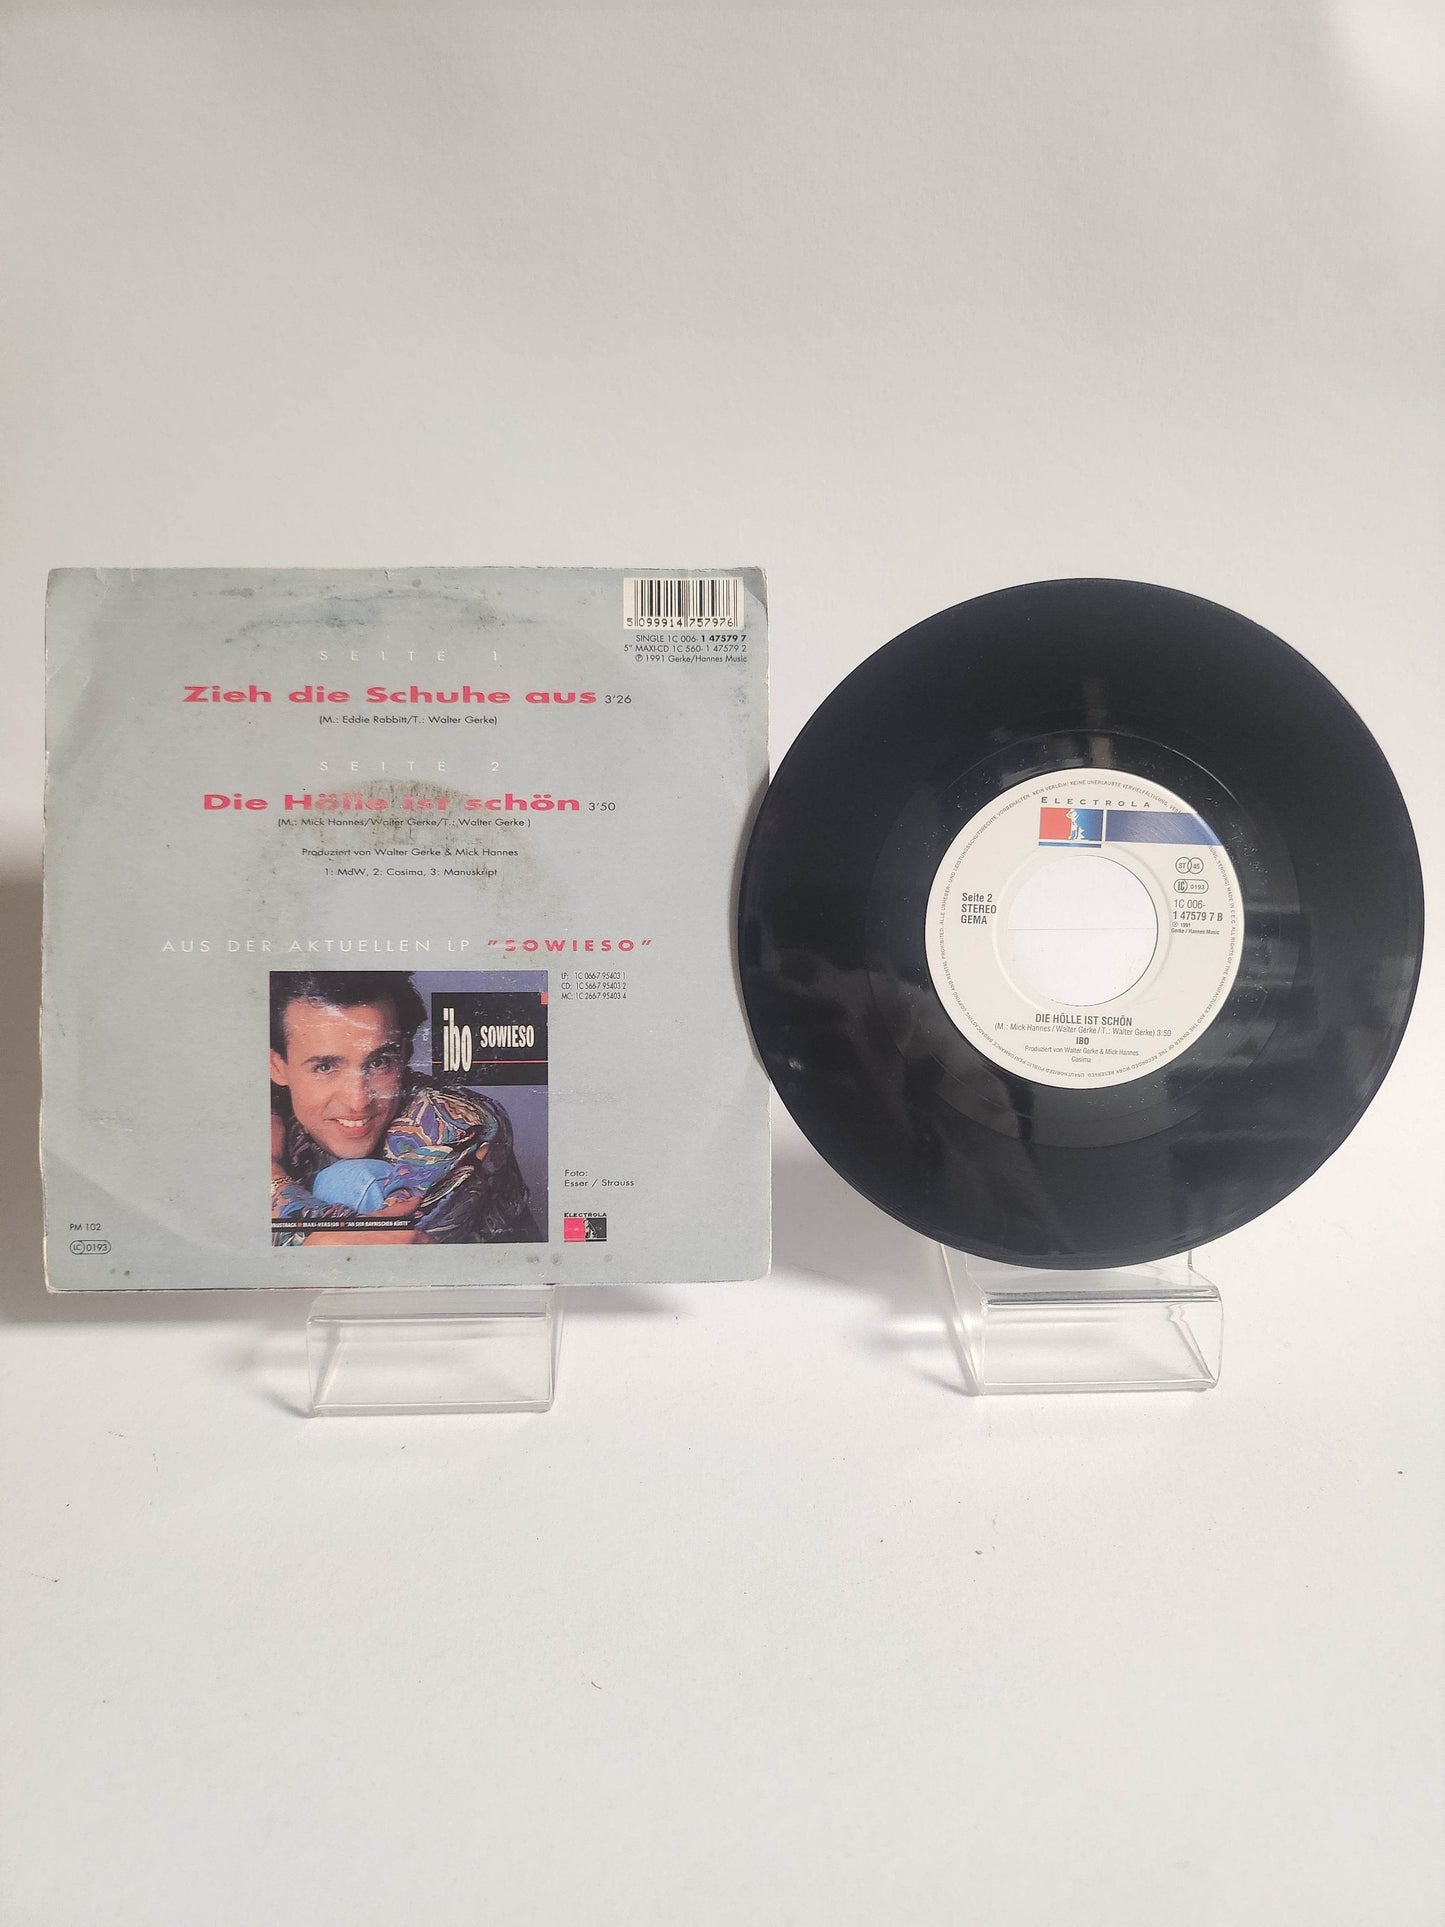 5 099914 757976
SINGLE 1C 006- 1 47579 7
5" MAXI-CD 1C 560- 1 47579 2
℗ 1991 Gerke/Hannes Music
SEITE 1
Zieh die Schuhe aus 3'26
(M.: Eddie Rabbitt/T.: Walter Gerke)
SEITE 2
Die Hölle ist schön 3'50
(M.: Mick Hannes/Walter Gerke/T.: Walter Gerke )
Produziert von Walter Gerke & Mick Hannes
1: MdW, 2: Cosima, 3: Manuskript
AUS DER AKTUELLEN LP "SOWIESO"
LP: 1C 066-7 95403 1
CD: 1C 566-7 95403 2
MC: 1C 266-7 95403 4
ibo SOWIESO
MAXI-VERSION "AN DER BAYRISCHEN KÜSTE"
Foto:
Esser / Strauss
ELECTROLA
PM 102
LC 0193
ELECTROLA
ST 45
LC 0193
Seite 2
STEREO
GEMA
1C 006-
1 47579 7 B
℗ 1991
Gerke / Hannes Music
DIE HÖLLE IST SCHÖN
(M.: Mick Hannes / Walter Gerke / T.: Walter Gerke) 3:50
IBO
Produziert von Walter Gerke & Mick Hannes
Cosima